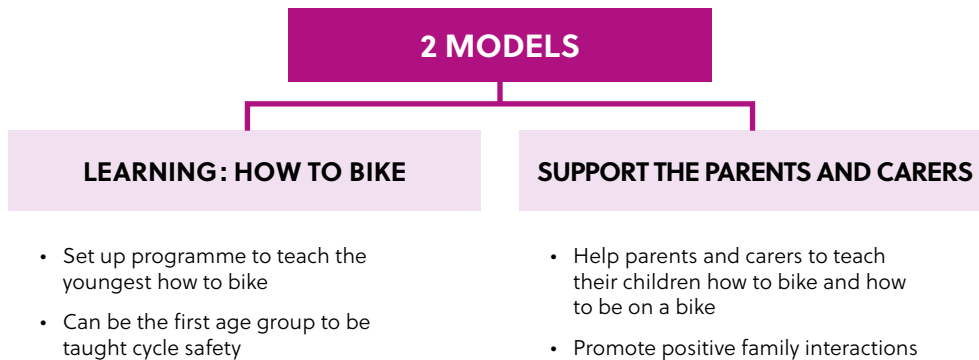 2 MODELS
LEARNING: HOW TO BIKE
• Set up programme to teach the
youngest how to bike
• Can be the first age group to be
taught cycle safety
SUPPORT THE PARENTS AND CARERS
• Help parents and carers to teach
their children how to bike and how
to be on a bike
• Promote positive family interactions